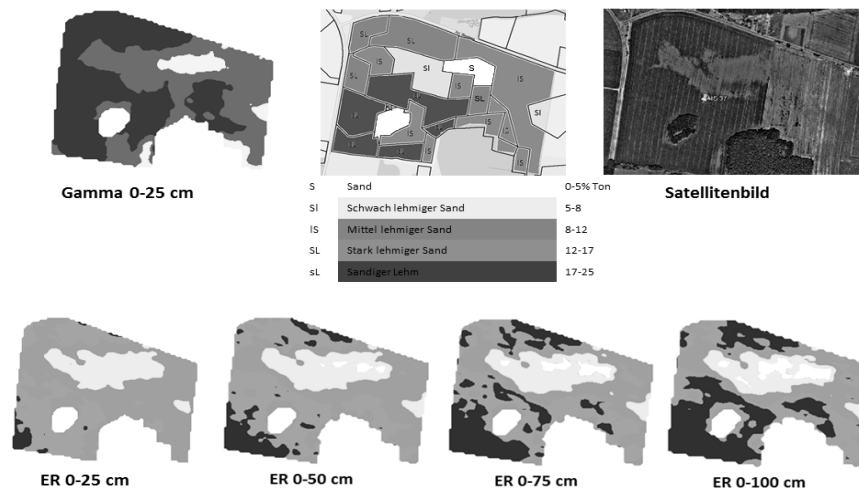 SL
SL
S
lS
Sl
lS
SL
lS
SL
Sl
lS
lS
Gamma 0-25 cm
Satellitenbild
S Sand 0-5% Ton
Sl Schwach lehmiger Sand 5-8
lS Mittel lehmiger Sand 8-12
SL Stark lehmiger Sand 12-17
sL Sandiger Lehm 17-25
ER 0-25 cm
ER 0-50 cm
ER 0-75 cm
ER 0-100 cm